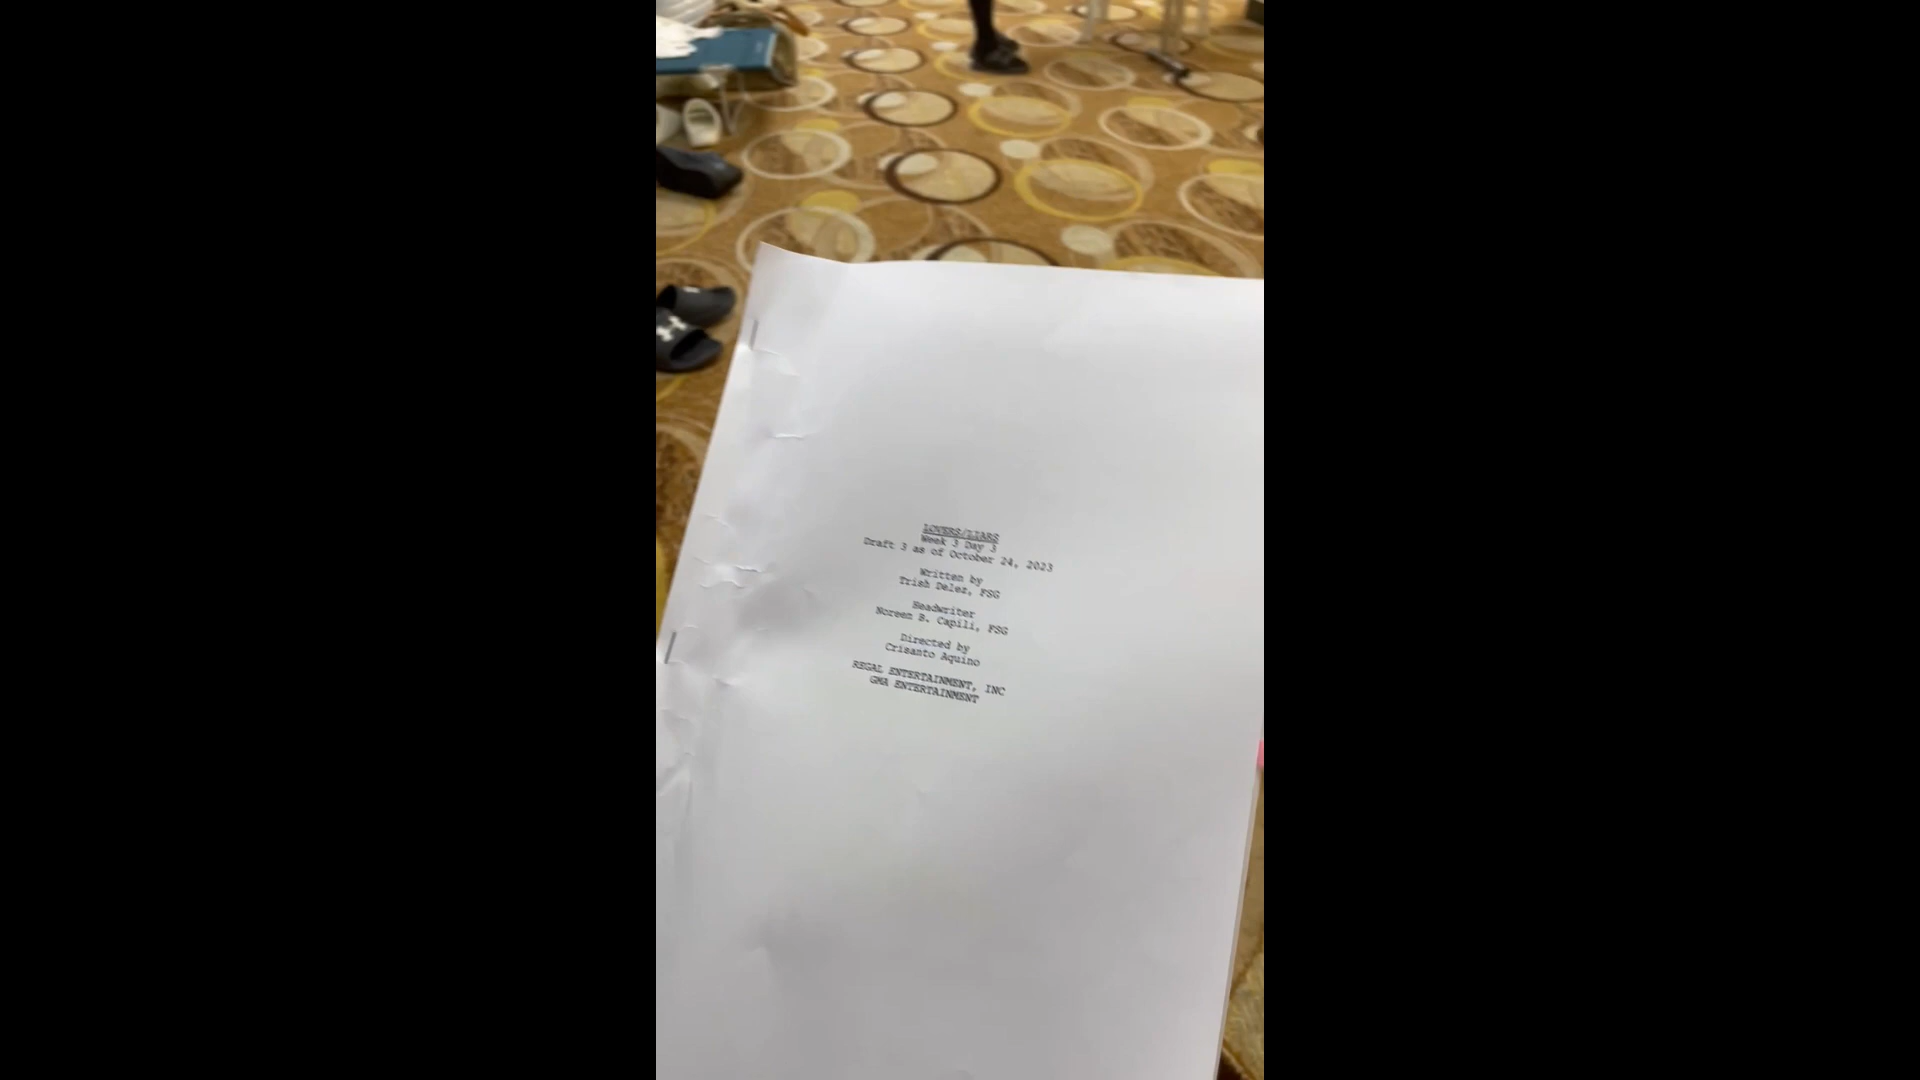 LOVERS/LIARS
Week 3 Day 3
Draft 3 as of October 24, 2023
Written by
Trish Delez, FSG
Headwriter
Noreen B. Capili, FSG
Directed by
Crisanto Aquino
REGAL ENTERTAINMENT, INC
GMA ENTERTAINMENT